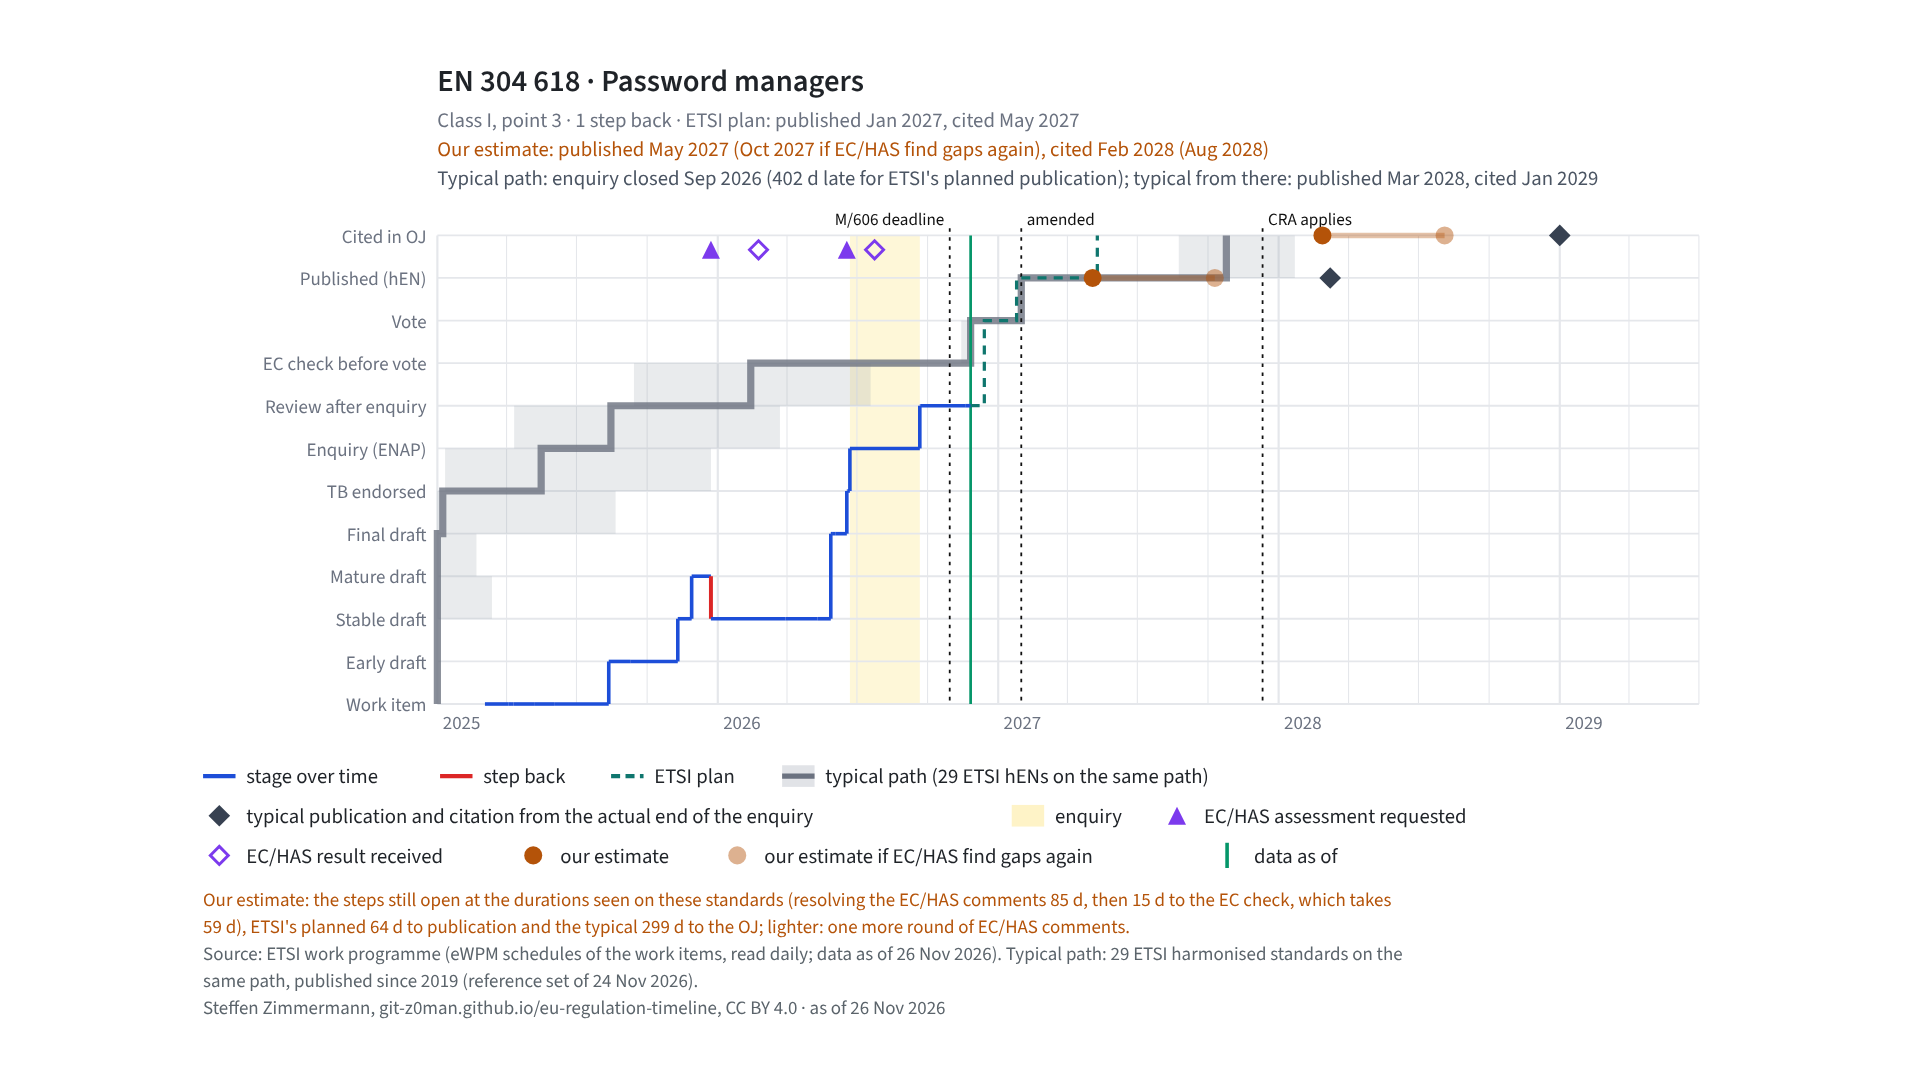 EN 304 618 · Password managers
Class I, point 3 · 1 step back · ETSI plan: published Jan 2027, cited May 2027
Our estimate: published May 2027 (Oct 2027 if EC/HAS find gaps again), cited Feb 2028 (Aug 2028)
Typical path: enquiry closed Sep 2026 (402 d late for ETSI's planned publication); typical from there: published Mar 2028, cited Jan 2029
M/606 deadline
amended
CRA applies
Cited in OJ
Published (hEN)
Vote
EC check before vote
Review after enquiry
Enquiry (ENAP)
TB endorsed
Final draft
Mature draft
Stable draft
Early draft
Work item
2025
2026
2027
2028
2029
stage over time
step back
ETSI plan
typical path (29 ETSI hENs on the same path)
typical publication and citation from the actual end of the enquiry
enquiry
EC/HAS assessment requested
EC/HAS result received
our estimate
our estimate if EC/HAS find gaps again
data as of
Our estimate: the steps still open at the durations seen on these standards (resolving the EC/HAS comments 85 d, then 15 d to the EC check, which takes
59 d), ETSI's planned 64 d to publication and the typical 299 d to the OJ; lighter: one more round of EC/HAS comments.
Source: ETSI work programme (eWPM schedules of the work items, read daily; data as of 26 Nov 2026). Typical path: 29 ETSI harmonised standards on the
same path, published since 2019 (reference set of 24 Nov 2026).
Steffen Zimmermann, git-z0man.github.io/eu-regulation-timeline, CC BY 4.0 · as of 26 Nov 2026